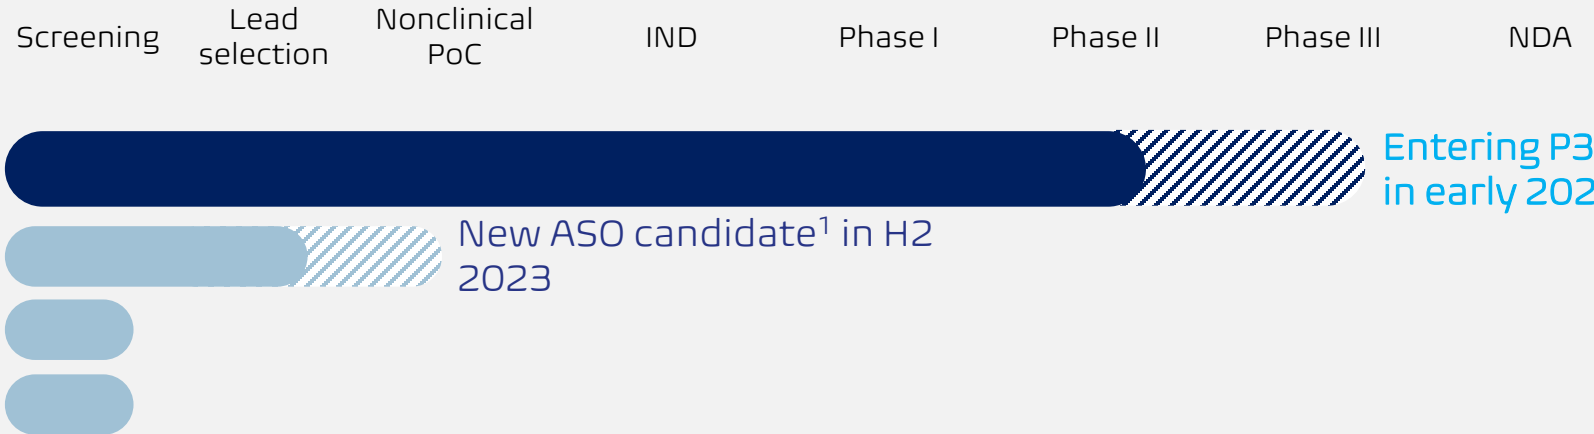 Screening
Lead
selection
Nonclinical
PoC
IND
Phase I
Phase II
Phase III
NDA
Entering P3
in early 202
New ASO candidate¹ in H2
2023